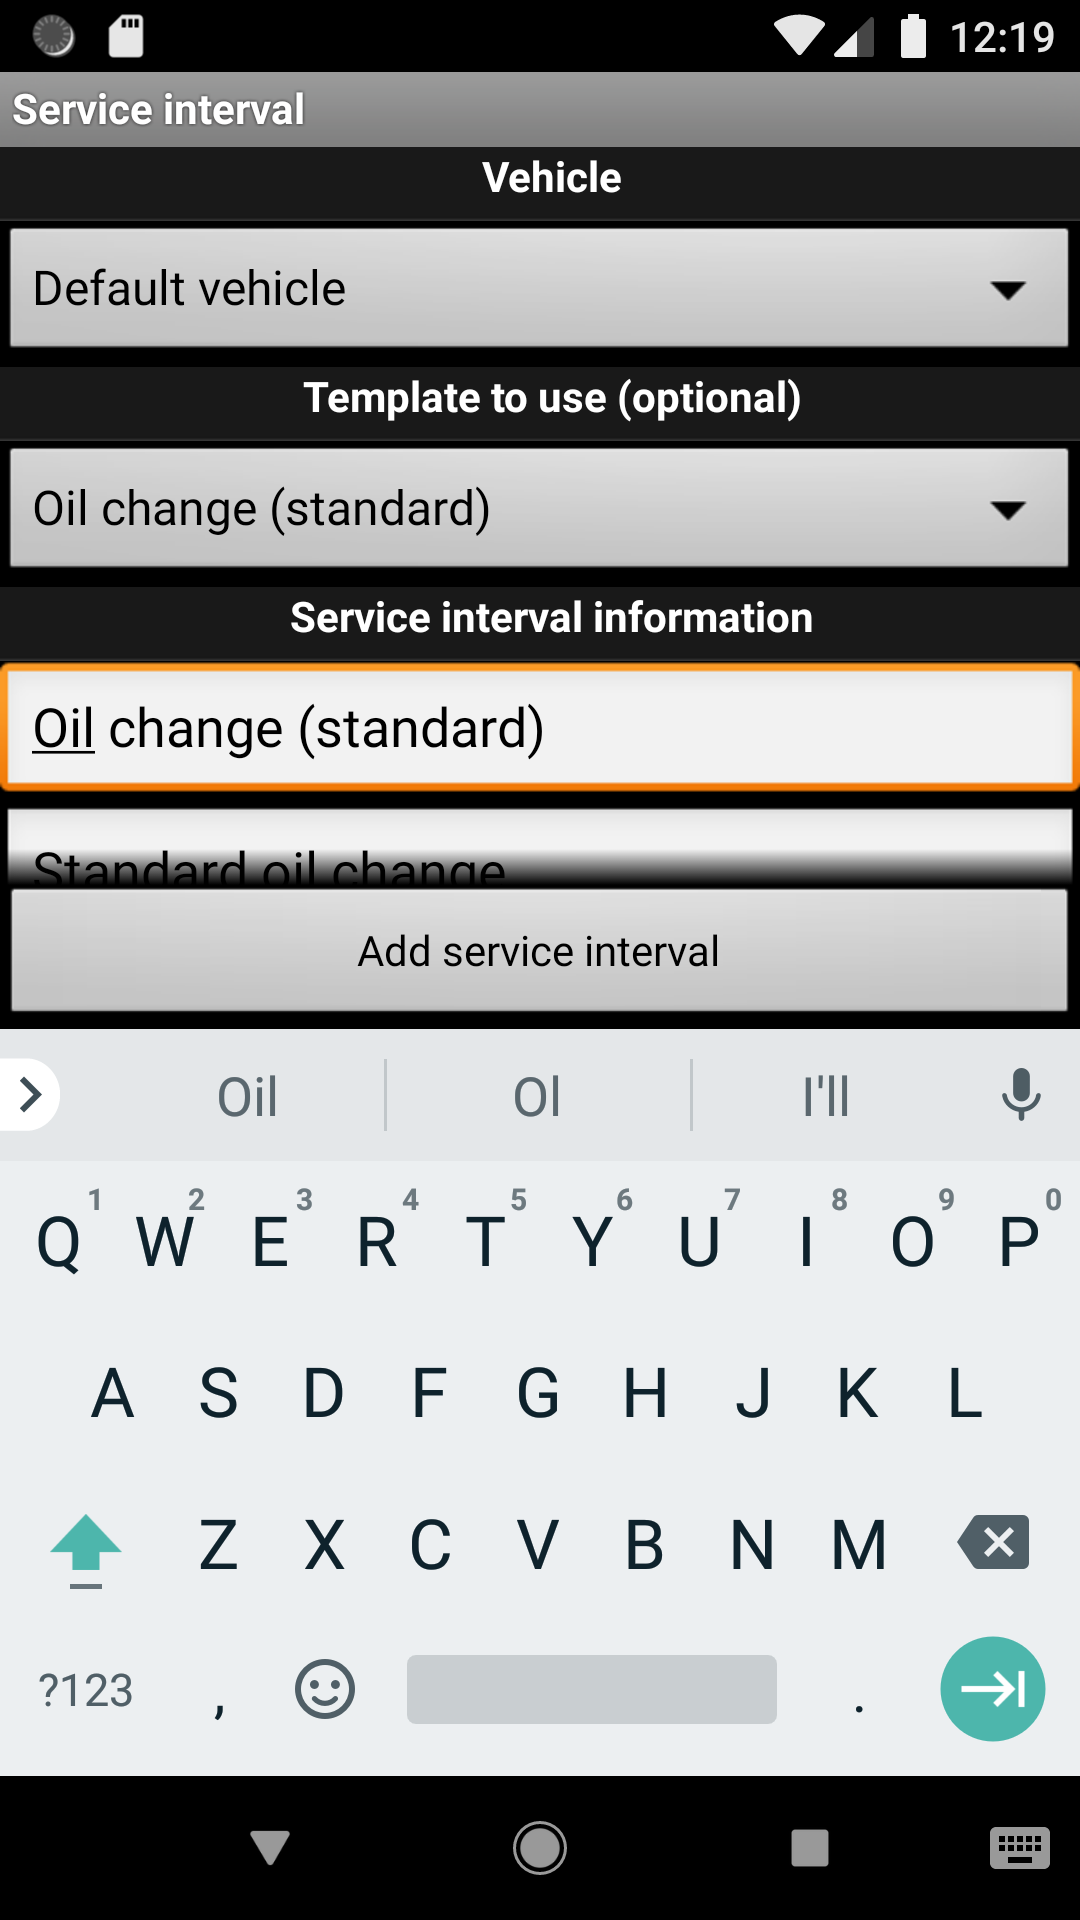 12:19
Service interval
Vehicle
Default vehicle
Template to use (optional)
Oil change (standard)
Service interval information
Oil change (standard)
Standard oil change
Add service interval
Oil Ol I'll
1 2 3 4 5 6 7 8 9 0
Q W E R T Y U I O P
A S D F G H J K L
Z X C V B N M
?123 , .